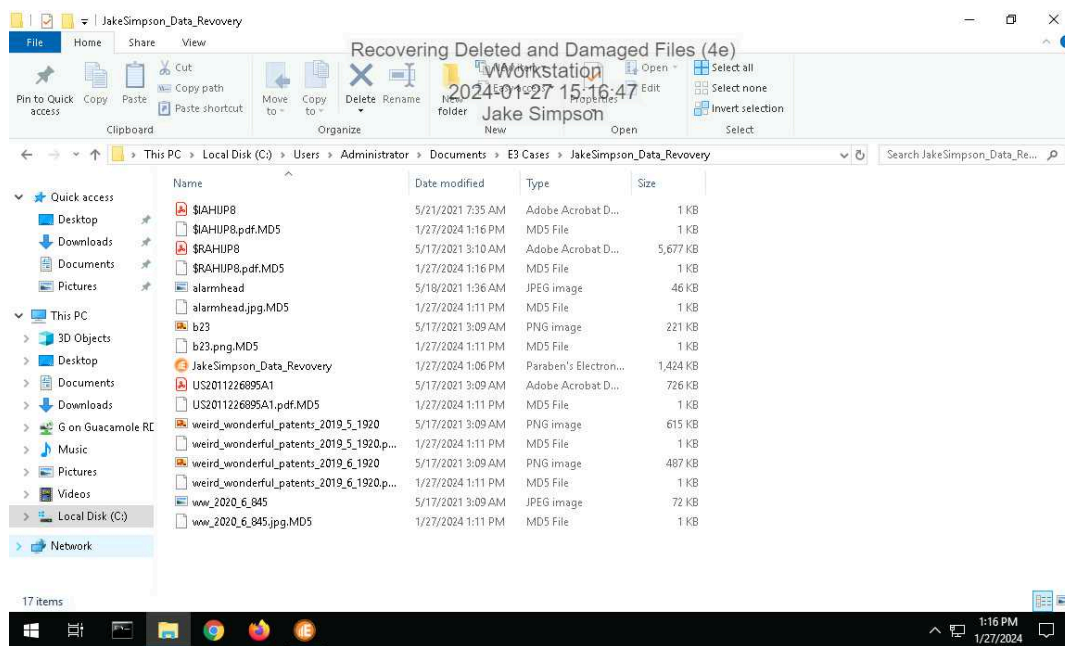 JakeSimpson_Data_Revovery
File Home Share View
Recovering Deleted and Damaged Files (4e)
vWorkstation
2024-01-27 15:16:47
Jake Simpson
Pin to Quick access
Copy
Paste
Cut
Copy path
Paste shortcut
Move to
Copy to
Delete
Rename
New folder
Properties
Open
Edit
Select all
Select none
Invert selection
Clipboard Organize New Open Select
This PC > Local Disk (C:) > Users > Administrator > Documents > E3 Cases > JakeSimpson_Data_Revovery
Search JakeSimpson_Data_Re...
Quick access
Desktop
Downloads
Documents
Pictures
This PC
3D Objects
Desktop
Documents
Downloads
G on Guacamole RD
Music
Pictures
Videos
Local Disk (C:)
Network
Name Date modified Type Size
$IAHIJP8 5/21/2021 7:35 AM Adobe Acrobat D... 1 KB
$IAHIJP8.pdf.MD5 1/27/2024 1:16 PM MD5 File 1 KB
$RAHIJP8 5/17/2021 3:10 AM Adobe Acrobat D... 5,677 KB
$RAHIJP8.pdf.MD5 1/27/2024 1:16 PM MD5 File 1 KB
alarmhead 5/18/2021 1:36 AM JPEG image 46 KB
alarmhead.jpg.MD5 1/27/2024 1:11 PM MD5 File 1 KB
b23 5/17/2021 3:09 AM PNG image 221 KB
b23.png.MD5 1/27/2024 1:11 PM MD5 File 1 KB
JakeSimpson_Data_Revovery 1/27/2024 1:06 PM Paraben's Electron... 1,424 KB
US2011226895A1 5/17/2021 3:09 AM Adobe Acrobat D... 726 KB
US2011226895A1.pdf.MD5 1/27/2024 1:11 PM MD5 File 1 KB
weird_wonderful_patents_2019_5_1920 5/17/2021 3:09 AM PNG image 615 KB
weird_wonderful_patents_2019_5_1920.p... 1/27/2024 1:11 PM MD5 File 1 KB
weird_wonderful_patents_2019_6_1920 5/17/2021 3:09 AM PNG image 487 KB
weird_wonderful_patents_2019_6_1920.p... 1/27/2024 1:11 PM MD5 File 1 KB
ww_2020_6_845 5/17/2021 3:09 AM JPEG image 72 KB
ww_2020_6_845.jpg.MD5 1/27/2024 1:11 PM MD5 File 1 KB
17 items
1:16 PM
1/27/2024